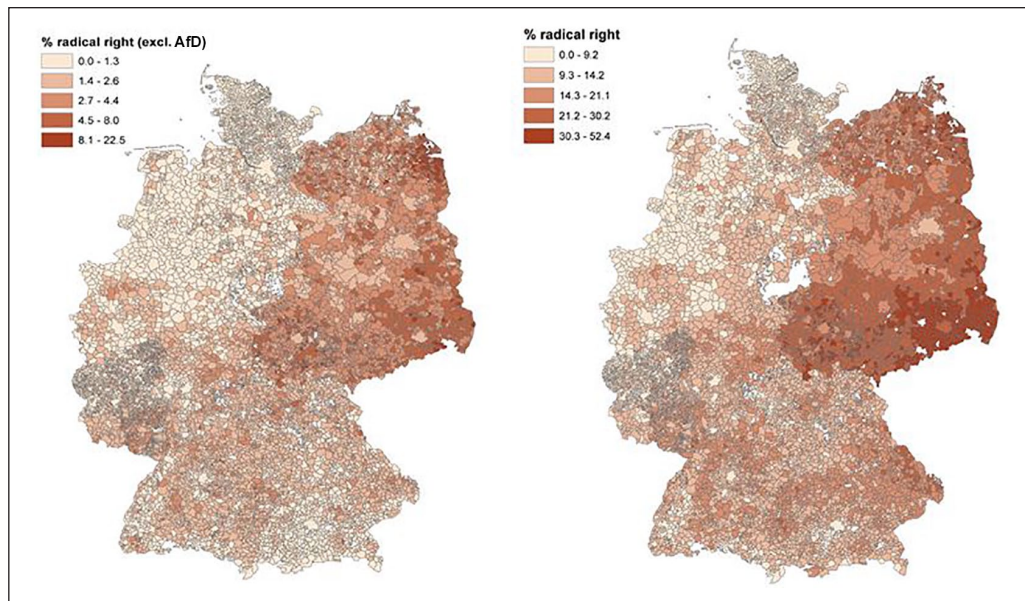 % radical right (excl. AfD)
0.0 - 1.3
1.4 - 2.6
2.7 - 4.4
4.5 - 8.0
8.1 - 22.5
% radical right
0.0 - 9.2
9.3 - 14.2
14.3 - 21.1
21.2 - 30.2
30.3 - 52.4